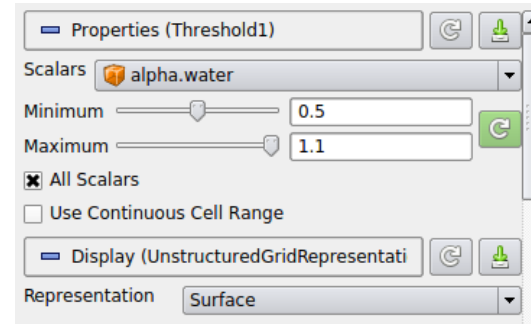 Properties (Threshold1)
Scalars alpha.water
Minimum 0.5
Maximum 1.1
All Scalars
Use Continuous Cell Range
Display (UnstructuredGridRepresentati
Representation Surface